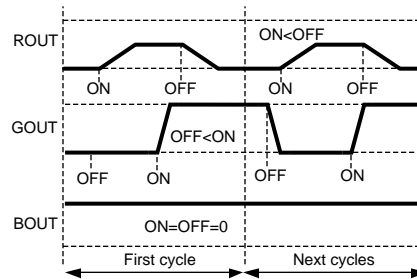 ROUT
ON<OFF
ON
OFF
ON
OFF
GOUT
OFF<ON
OFF
ON
OFF
ON
BOUT
ON=OFF=0
First cycle
Next cycles